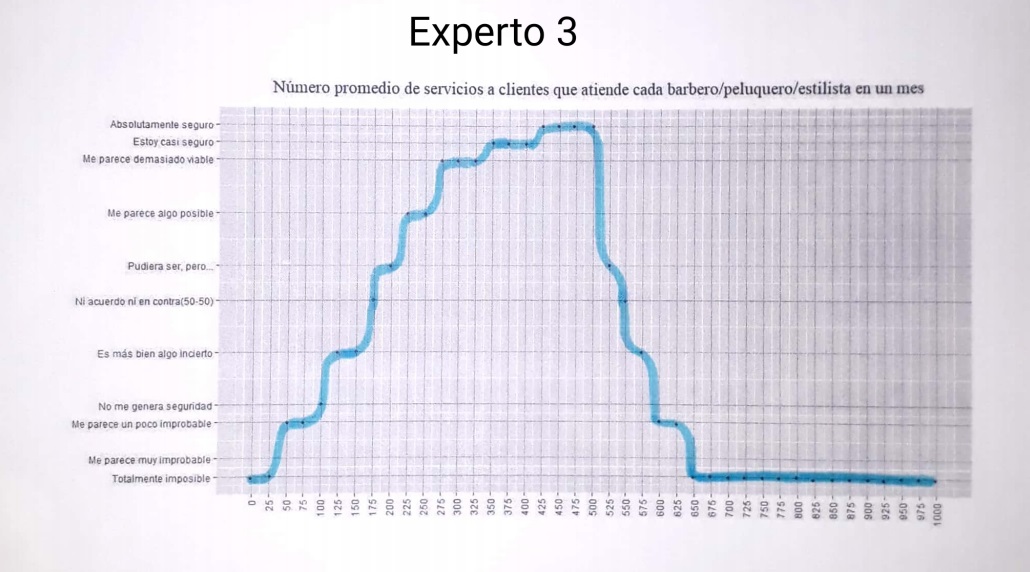 Experto 3
Número promedio de servicios a clientes que atiende cada barbero/peluquero/estilista en un mes
Absolutamente seguro
Estoy casi seguro
Me parece demasiado viable
Me parece algo posible
Pudiera ser, pero...
Ni acuerdo ni en contra(50-50)
Es más bien algo incierto
No me genera seguridad
Me parece un poco improbable
Me parece muy improbable
Totalmente imposible
0 25 50 75 100 125 150 175 200 225 250 275 300 325 350 375 400 425 450 475 500 525 550 575 600 625 650 675 700 725 750 775 800 825 850 875 900 925 950 975 1000